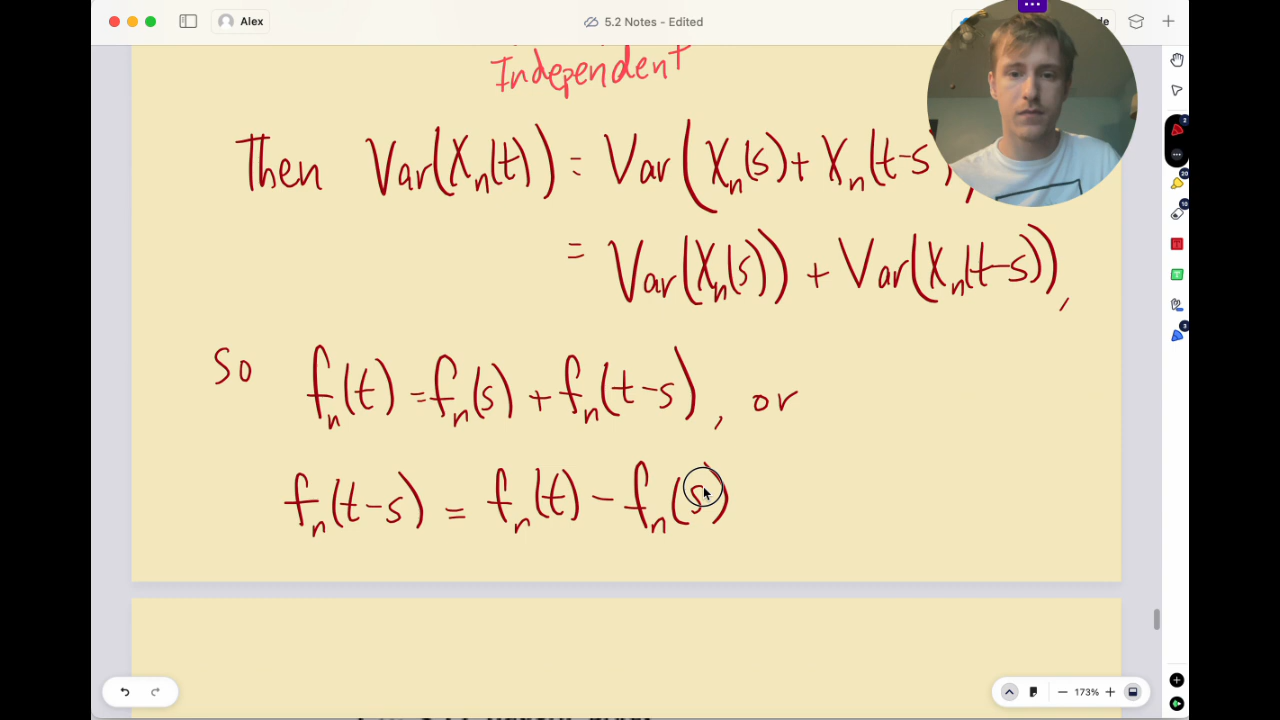 Alex
5.2 Notes - Edited
Independent
Then Var(Xₙ(t)) = Var(Xₙ(s) + Xₙ(t-s)
= Var(Xₙ(s)) + Var(Xₙ(t-s)),
So fₙ(t) = fₙ(s) + fₙ(t-s), or
fₙ(t-s) = fₙ(t) - fₙ(s)
173%